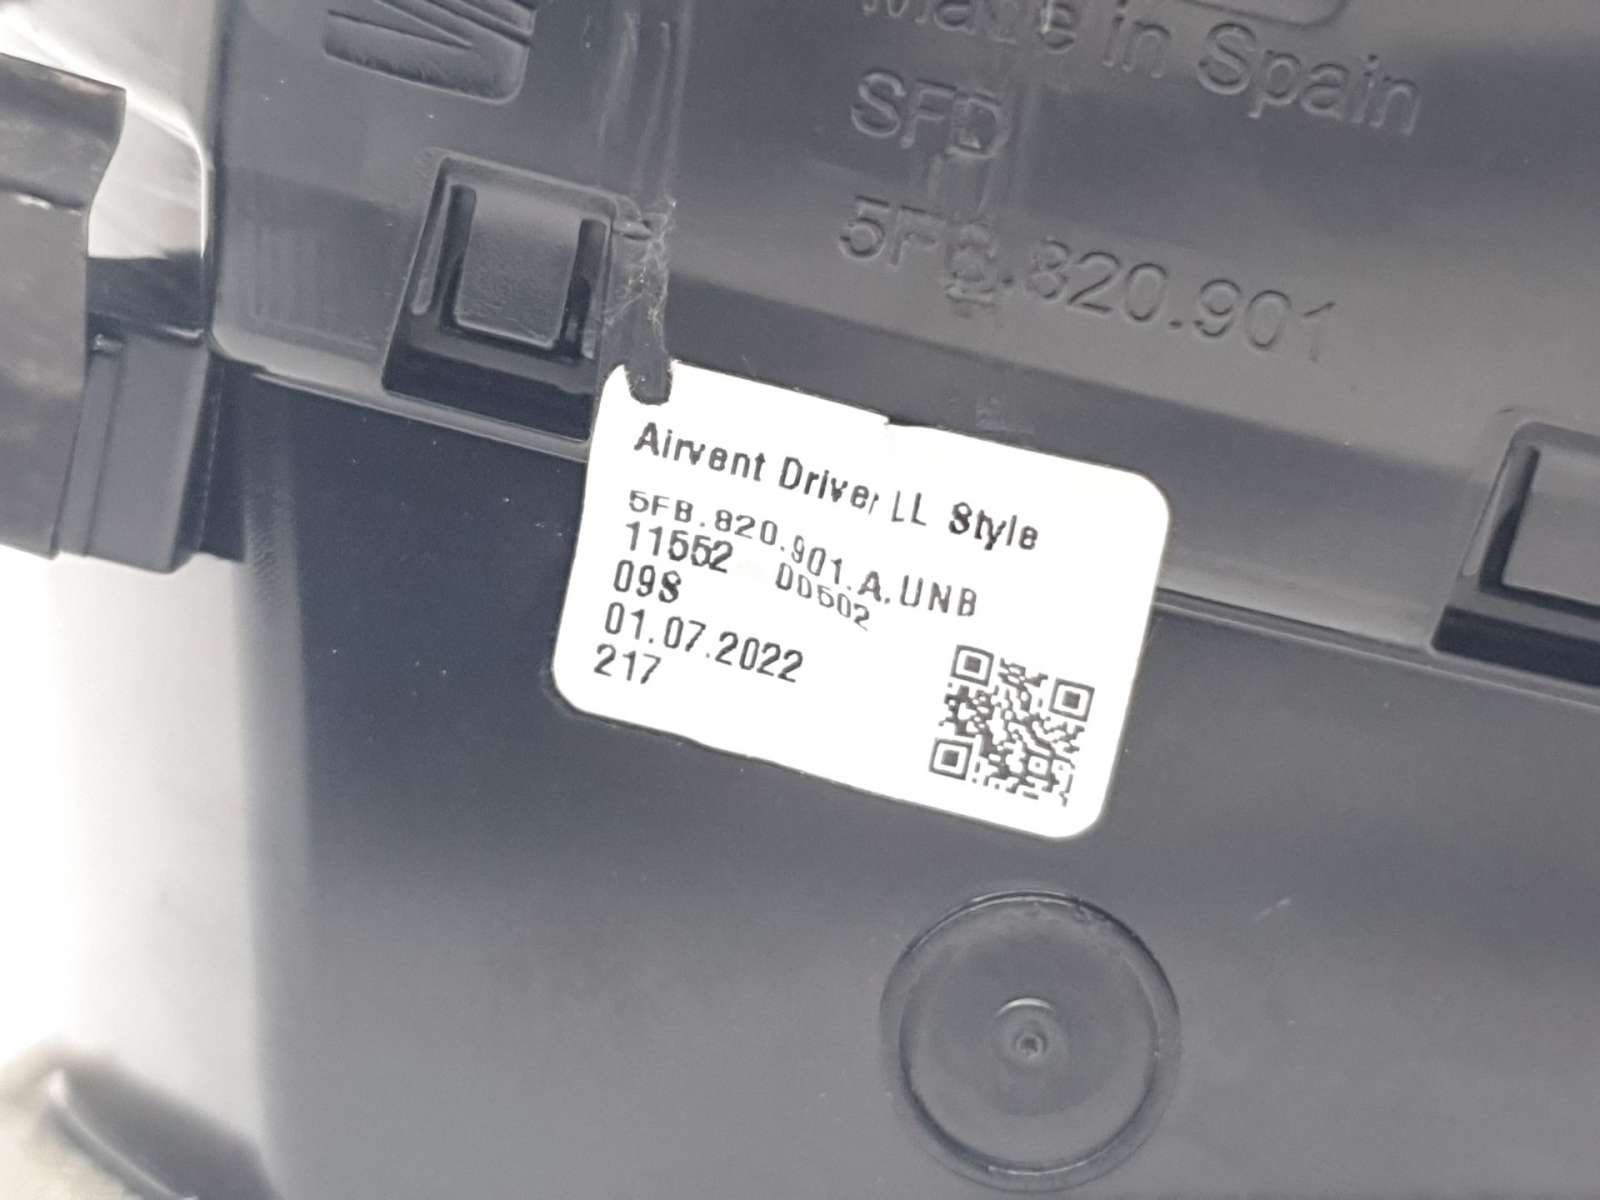 Made in Spain
SFD
5FC.820.901
Airvent Driver LL Style
5FB.820.901.A.UNB
11552 00502
09S
01.07.2022
217